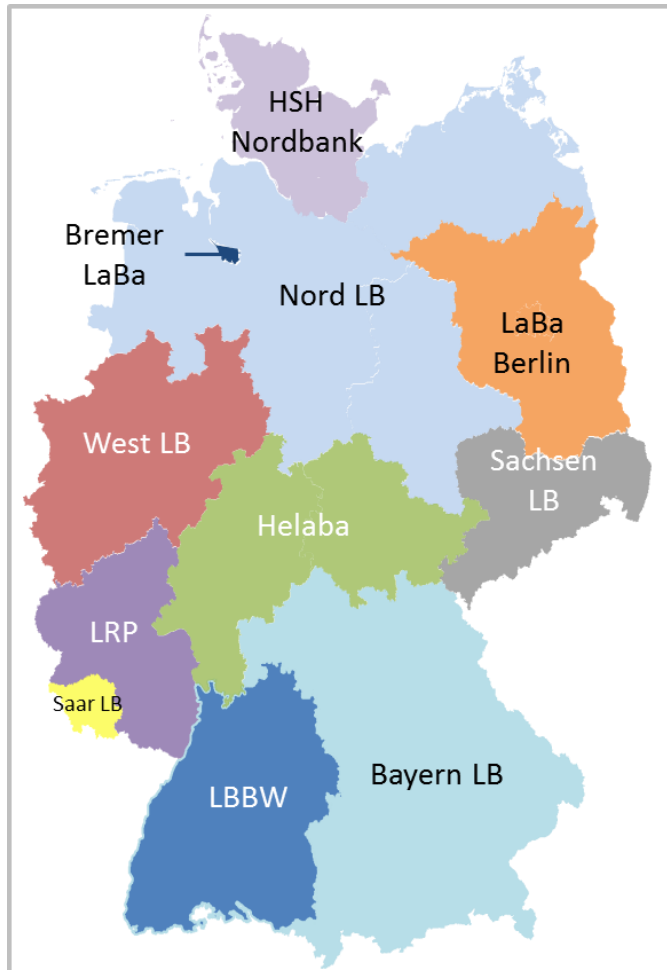 HSH
Nordbank
Bremer
LaBa
Nord LB
LaBa
Berlin
West LB
Sachsen
LB
Helaba
LRP
Saar LB
Bayern LB
LBBW